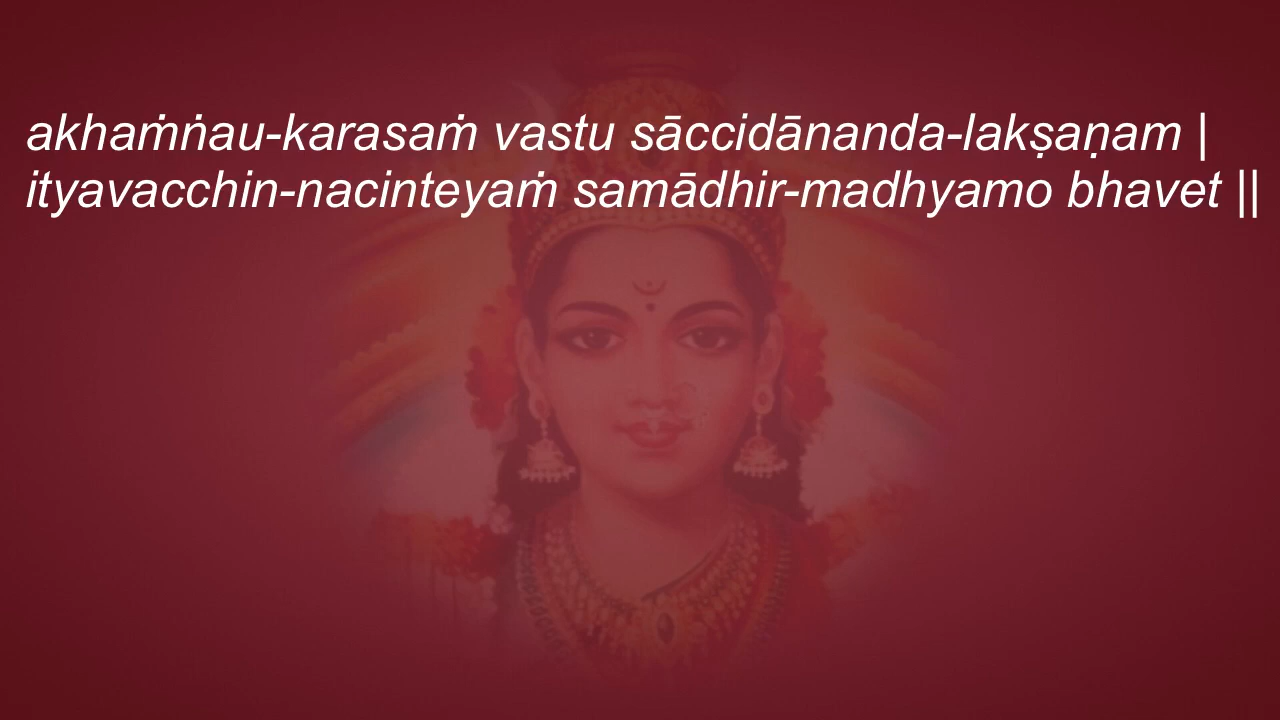 akhaṁṅau-karasaṁ vastu sāccidānanda-lakṣaṇam |
ityavacchin-nacinteyaṁ samādhir-madhyamo bhavet ||